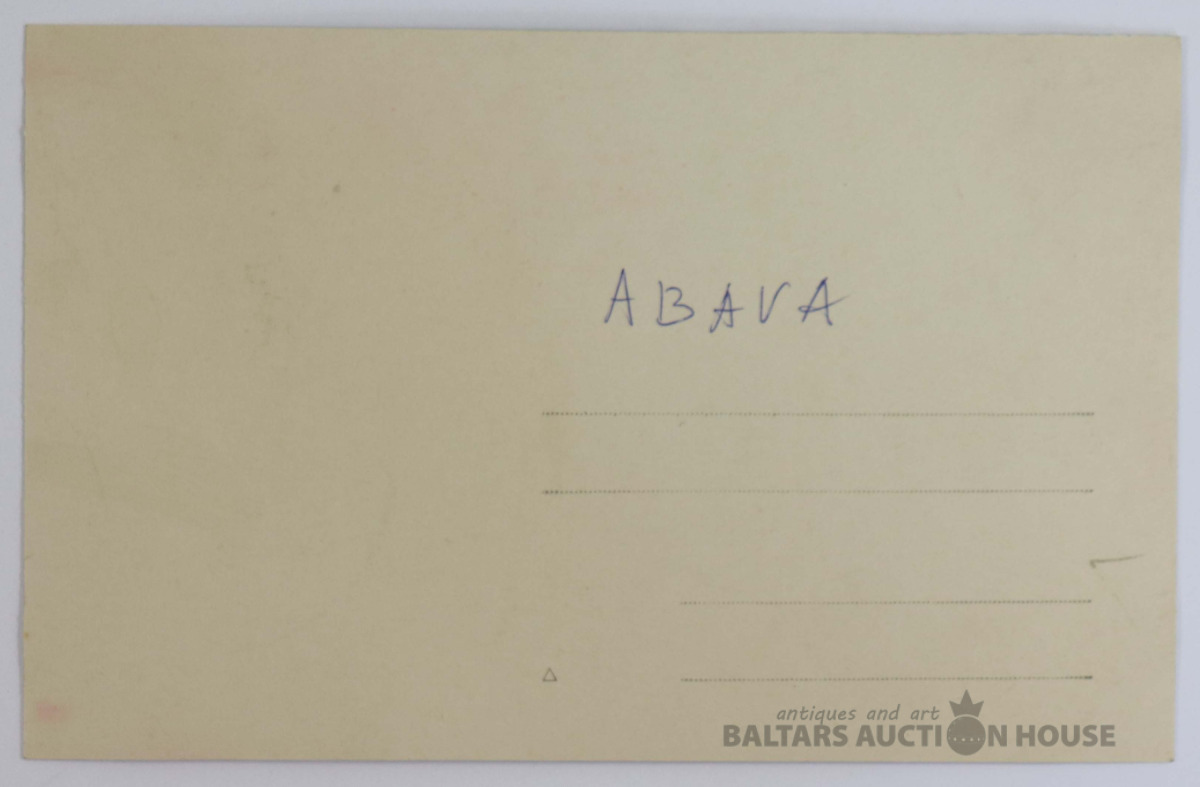 ABAVA
antiques and art
BALTARS AUCTION HOUSE